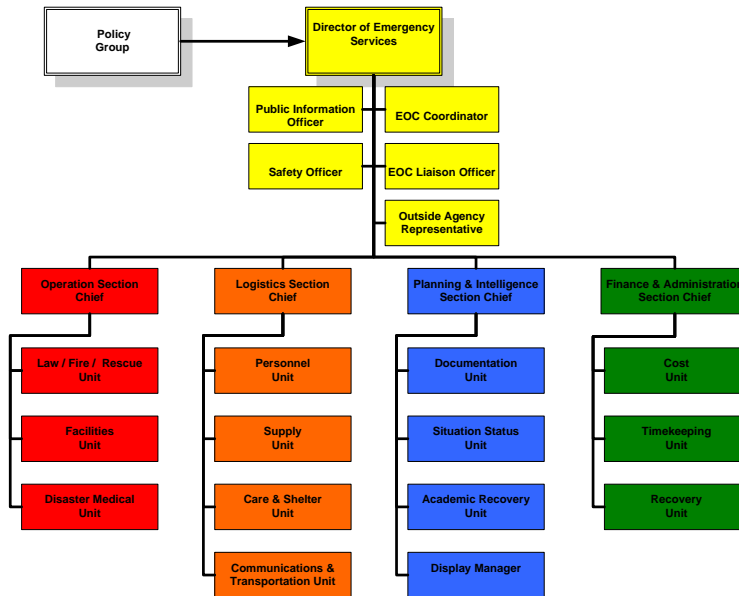 Policy
Group
Director of Emergency
Services
Public Information
Officer
EOC Coordinator
Safety Officer
EOC Liaison Officer
Outside Agency
Representative
Operation Section
Chief
Logistics Section
Chief
Planning & Intelligence
Section Chief
Finance & Administration
Section Chief
Law / Fire / Rescue
Unit
Personnel
Unit
Documentation
Unit
Cost
Unit
Facilities
Unit
Supply
Unit
Situation Status
Unit
Timekeeping
Unit
Disaster Medical
Unit
Care & Shelter
Unit
Academic Recovery
Unit
Recovery
Unit
Communications &
Transportation Unit
Display Manager